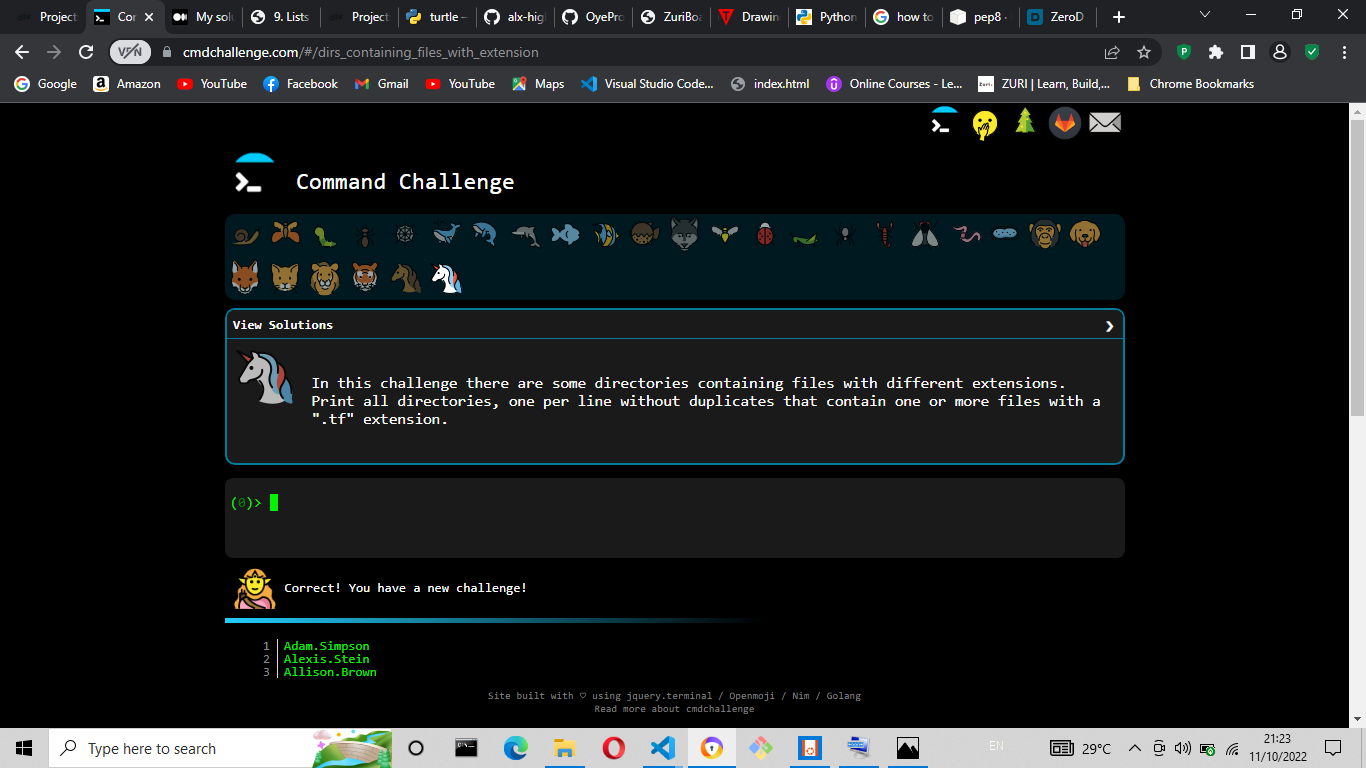 Project
Cor
My solu
9. Lists
Project
turtle —
alx-high
OyePro
ZuriBoa
Drawin
Python
how to
pep8 ·
ZeroD
VPN
cmdchallenge.com/#/dirs_containing_files_with_extension
Google
Amazon
YouTube
Facebook
Gmail
YouTube
Maps
Visual Studio Code...
index.html
Online Courses - Le...
ZURI | Learn, Build,...
Chrome Bookmarks
Command Challenge
View Solutions
In this challenge there are some directories containing files with different extensions.
Print all directories, one per line without duplicates that contain one or more files with a
".tf" extension.
(0)>
Correct! You have a new challenge!
1 Adam.Simpson
2 Alexis.Stein
3 Allison.Brown
Site built with ♡ using jquery.terminal / Openmoji / Nim / Golang
Read more about cmdchallenge
Type here to search
EN
29°C
21:23
11/10/2022